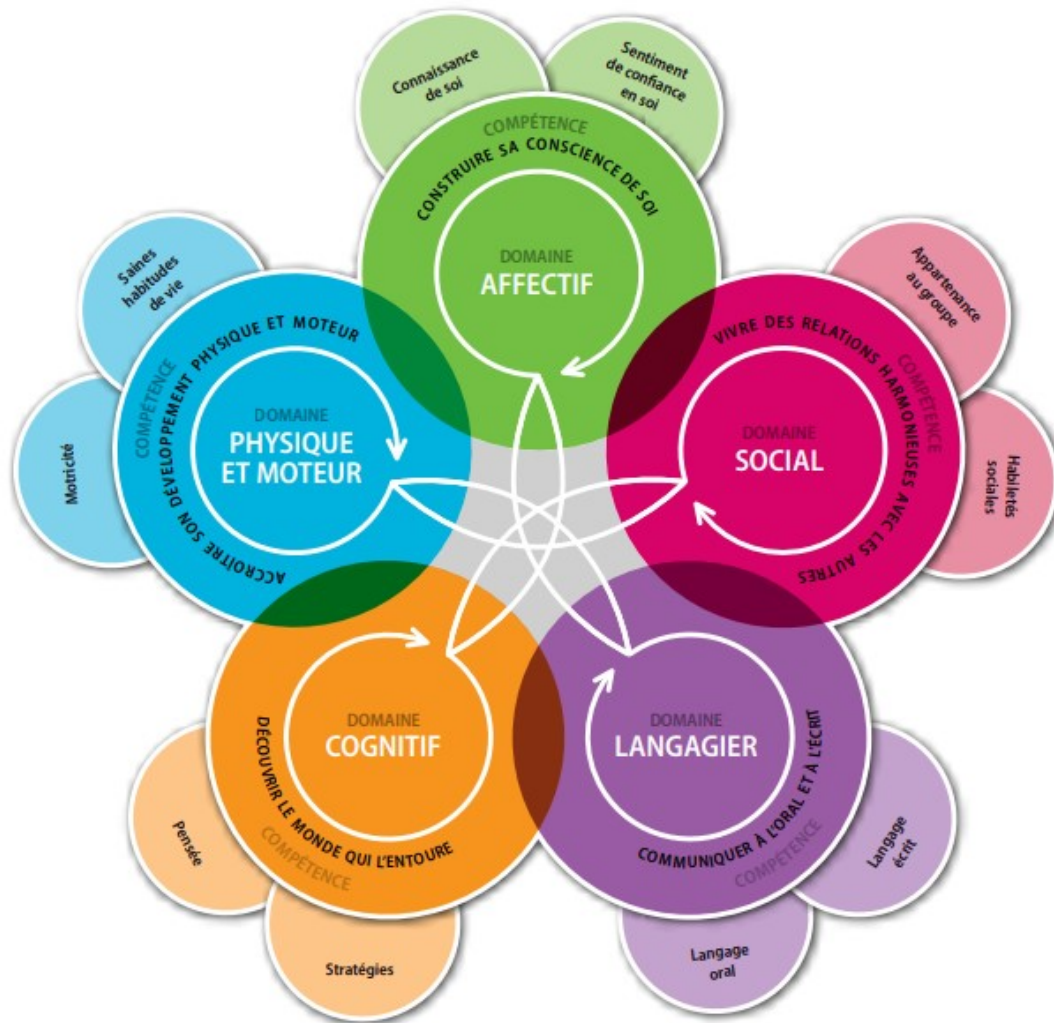 Connaissance
de soi
Sentiment
de confiance
en soi
COMPÉTENCE
CONSTRUIRE SA CONSCIENCE DE SOI
DOMAINE
AFFECTIF
Saines
habitudes
de vie
Motricité
COMPÉTENCE
ACCROÎTRE SON DÉVELOPPEMENT PHYSIQUE ET MOTEUR
DOMAINE
PHYSIQUE
ET MOTEUR
Appartenance
au groupe
Habiletés
sociales
COMPÉTENCE
VIVRE DES RELATIONS HARMONIEUSES AVEC LES AUTRES
DOMAINE
SOCIAL
DOMAINE
COGNITIF
DÉCOUVRIR LE MONDE QUI L'ENTOURE
COMPÉTENCE
Pensée
Stratégies
DOMAINE
LANGAGIER
COMMUNIQUER À L'ORAL ET À L'ÉCRIT
COMPÉTENCE
Langage
écrit
Langage
oral